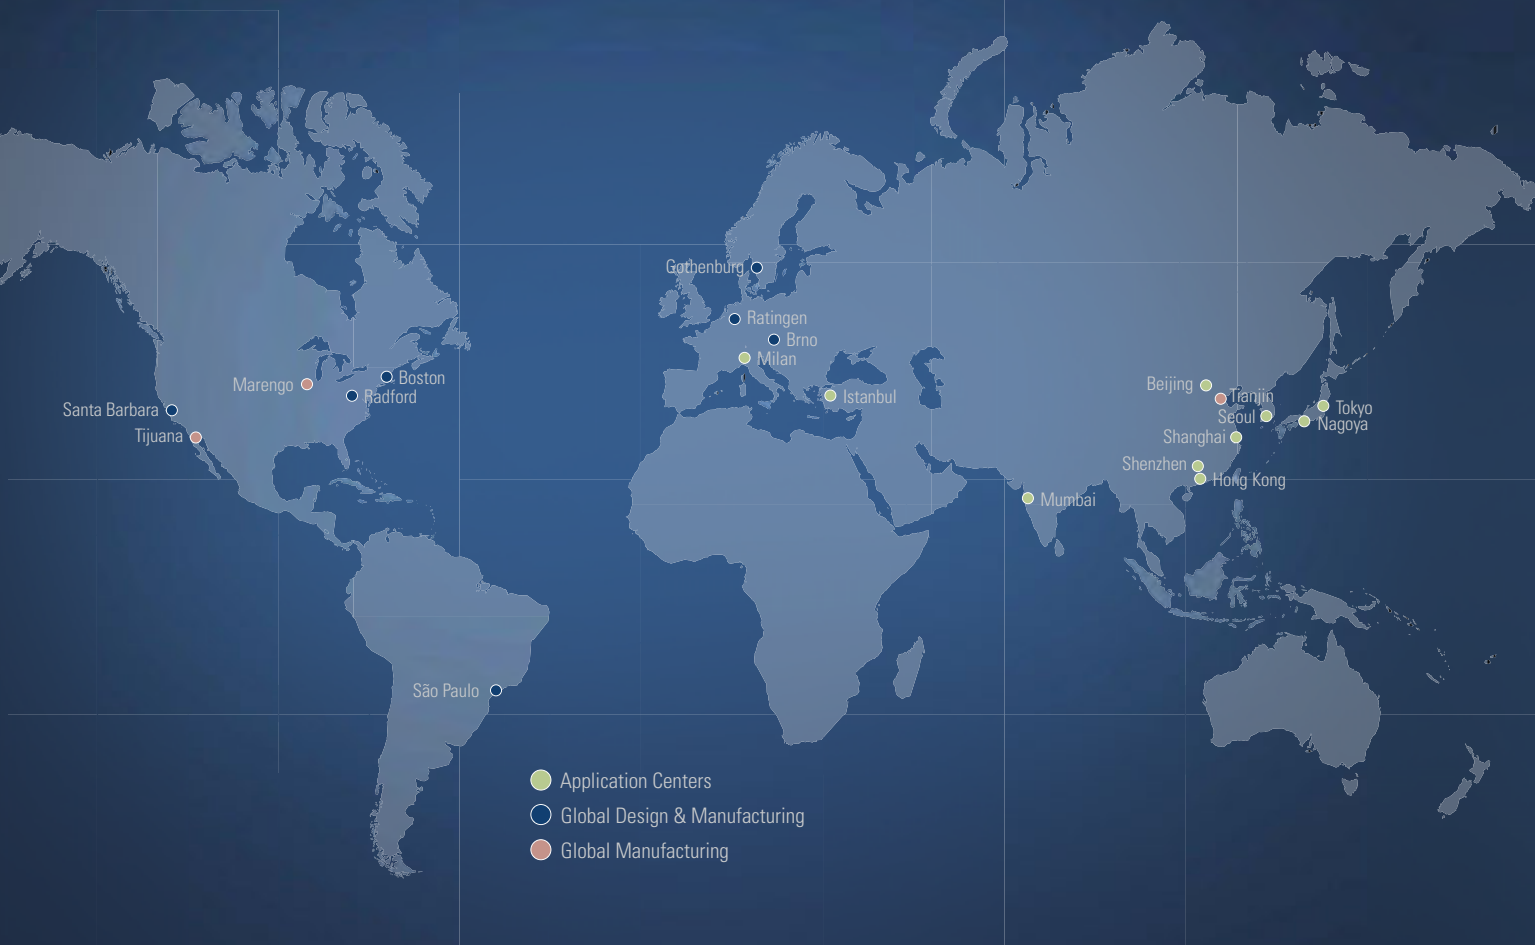 Gothenburg
Ratingen
Brno
Milan
Istanbul
Marengo
Boston
Radford
Santa Barbara
Tijuana
Beijing
Tianjin
Seoul
Tokyo
Nagoya
Shanghai
Shenzhen
Hong Kong
Mumbai
São Paulo
Application Centers
Global Design & Manufacturing
Global Manufacturing